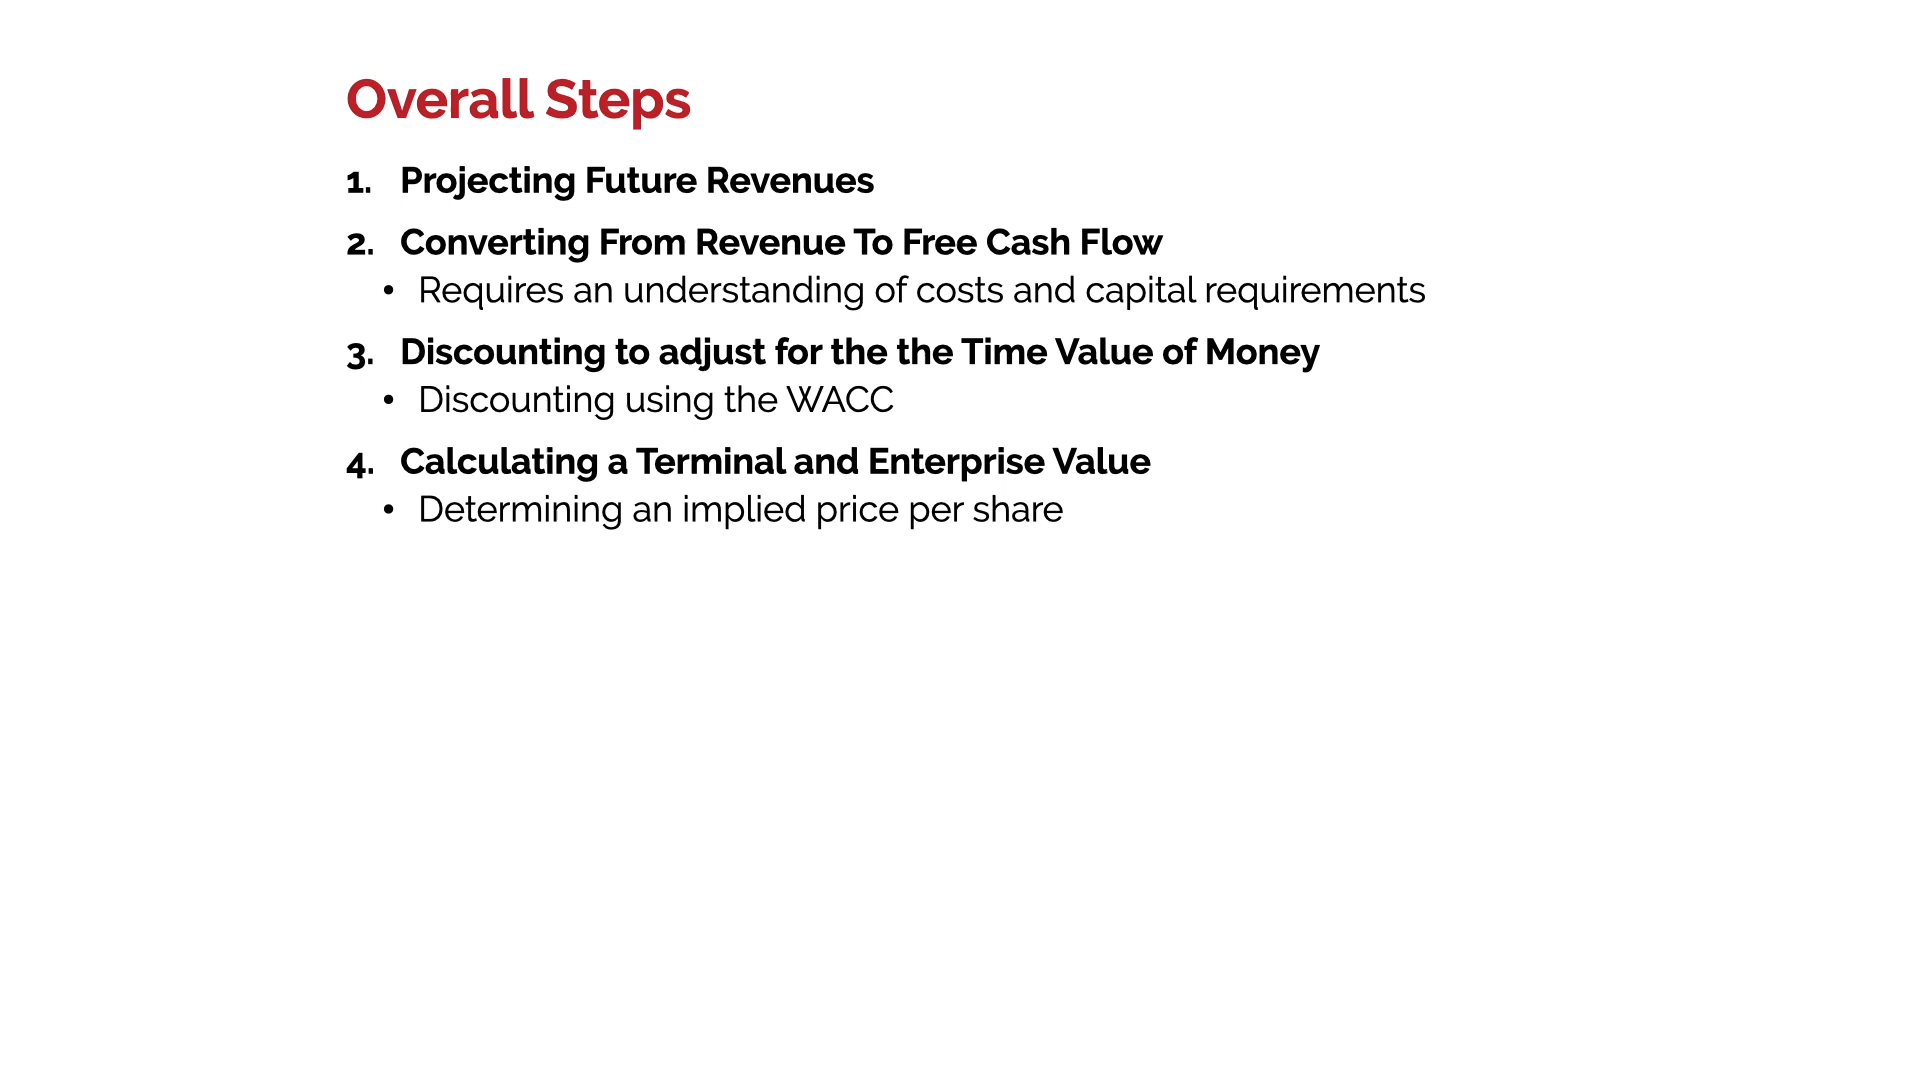 Overall Steps
1. Projecting Future Revenues
2. Converting From Revenue To Free Cash Flow
• Requires an understanding of costs and capital requirements
3. Discounting to adjust for the the Time Value of Money
• Discounting using the WACC
4. Calculating a Terminal and Enterprise Value
• Determining an implied price per share